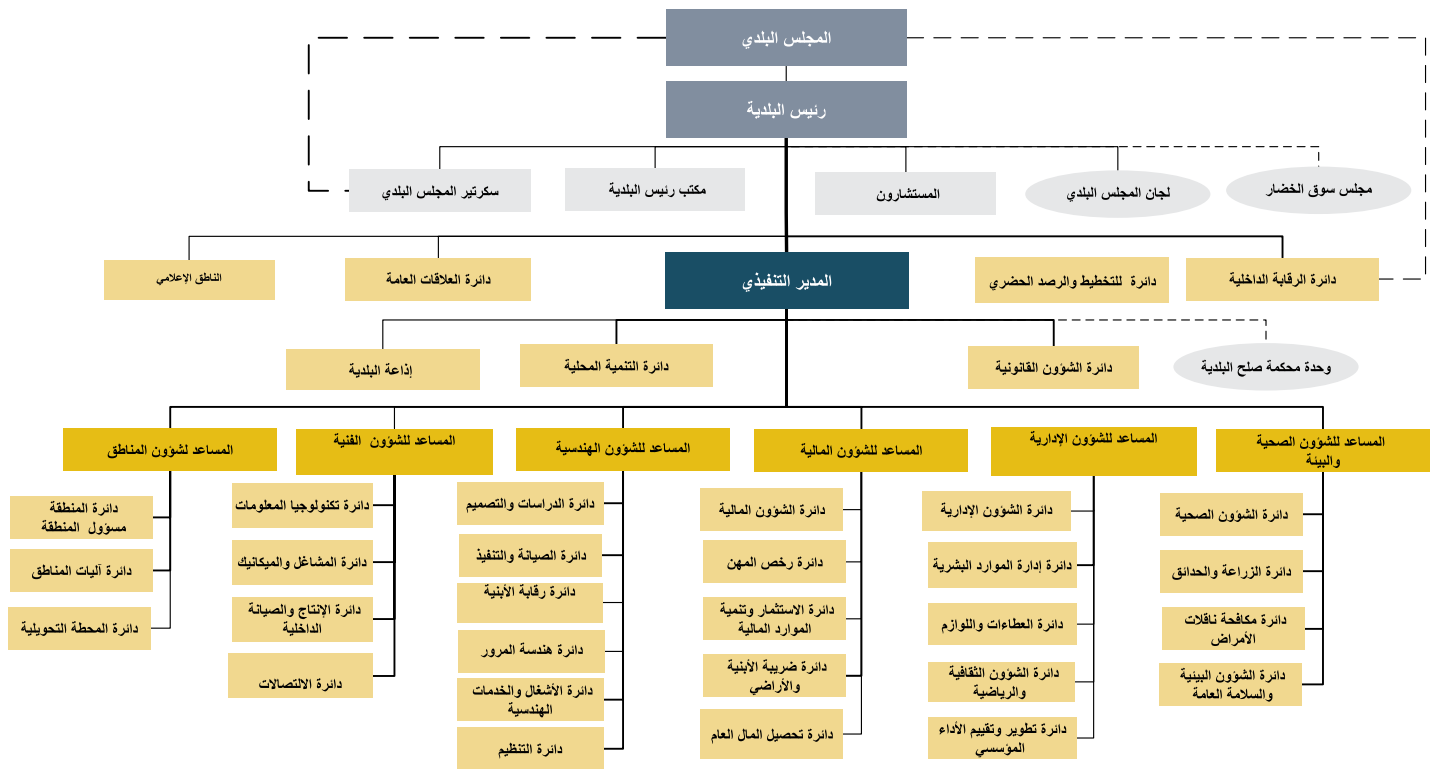 المجلس البلدي
رئيس البلدية
مجلس سوق الخضار
لجان المجلس البلدي
المستشارون
مكتب رئيس البلدية
سكرتير المجلس البلدي
دائرة الرقابة الداخلية
دائرة للتخطيط والرصد الحضري
المدير التنفيذي
دائرة العلاقات العامة
الناطق الإعلامي
وحدة محكمة صلح البلدية
دائرة الشؤون القانونية
دائرة التنمية المحلية
إذاعة البلدية
المساعد للشؤون الصحية
والبيئة
دائرة الشؤون الصحية
دائرة الزراعة والحدائق
دائرة مكافحة ناقلات
الأمراض
دائرة الشؤون البيئية
والسلامة العامة
المساعد للشؤون الإدارية
دائرة الشؤون الإدارية
دائرة إدارة الموارد البشرية
دائرة العطاءات واللوازم
دائرة الشؤون الثقافية
والرياضية
دائرة تطوير وتقييم الأداء
المؤسسي
المساعد للشؤون المالية
دائرة الشؤون المالية
دائرة رخص المهن
دائرة الاستثمار وتنمية
الموارد المالية
دائرة ضريبة الأبنية
والأراضي
دائرة تحصيل المال العام
المساعد للشؤون الهندسية
دائرة الدراسات والتصميم
دائرة الصيانة والتنفيذ
دائرة رقابة الأبنية
دائرة هندسة المرور
دائرة الأشغال والخدمات
الهندسية
دائرة التنظيم
المساعد للشؤون الفنية
دائرة تكنولوجيا المعلومات
دائرة المشاغل والميكانيك
دائرة الإنتاج والصيانة
الداخلية
دائرة الالتصالات
المساعد لشؤون المناطق
دائرة المنطقة
مسؤول المنطقة
دائرة آليات المناطق
دائرة المحطة التحويلية